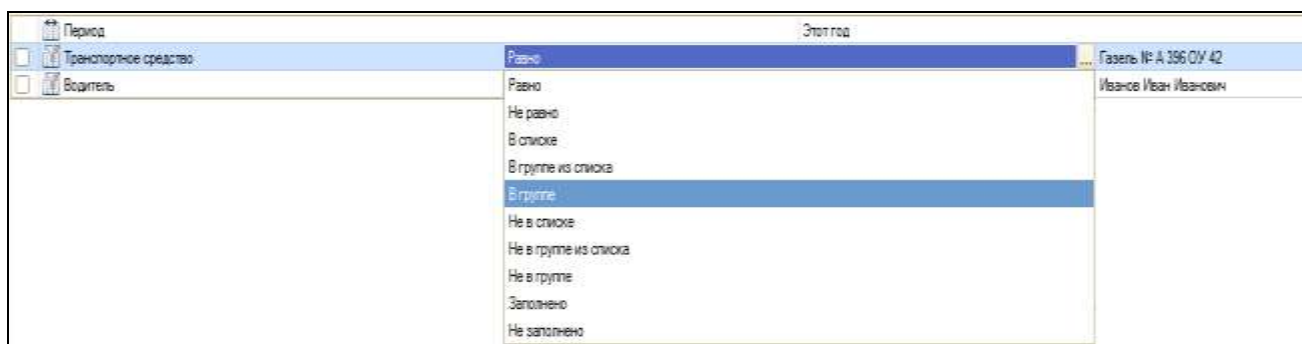 Период Этот год
Транспортное средство Равно ... Газель № А 396 ОУ 42
Водитель Равно Иванов Иван Иванович
Не равно
В списке
В группе из списка
В группе
Не в списке
Не в группе из списка
Не в группе
Заполнено
Не заполнено